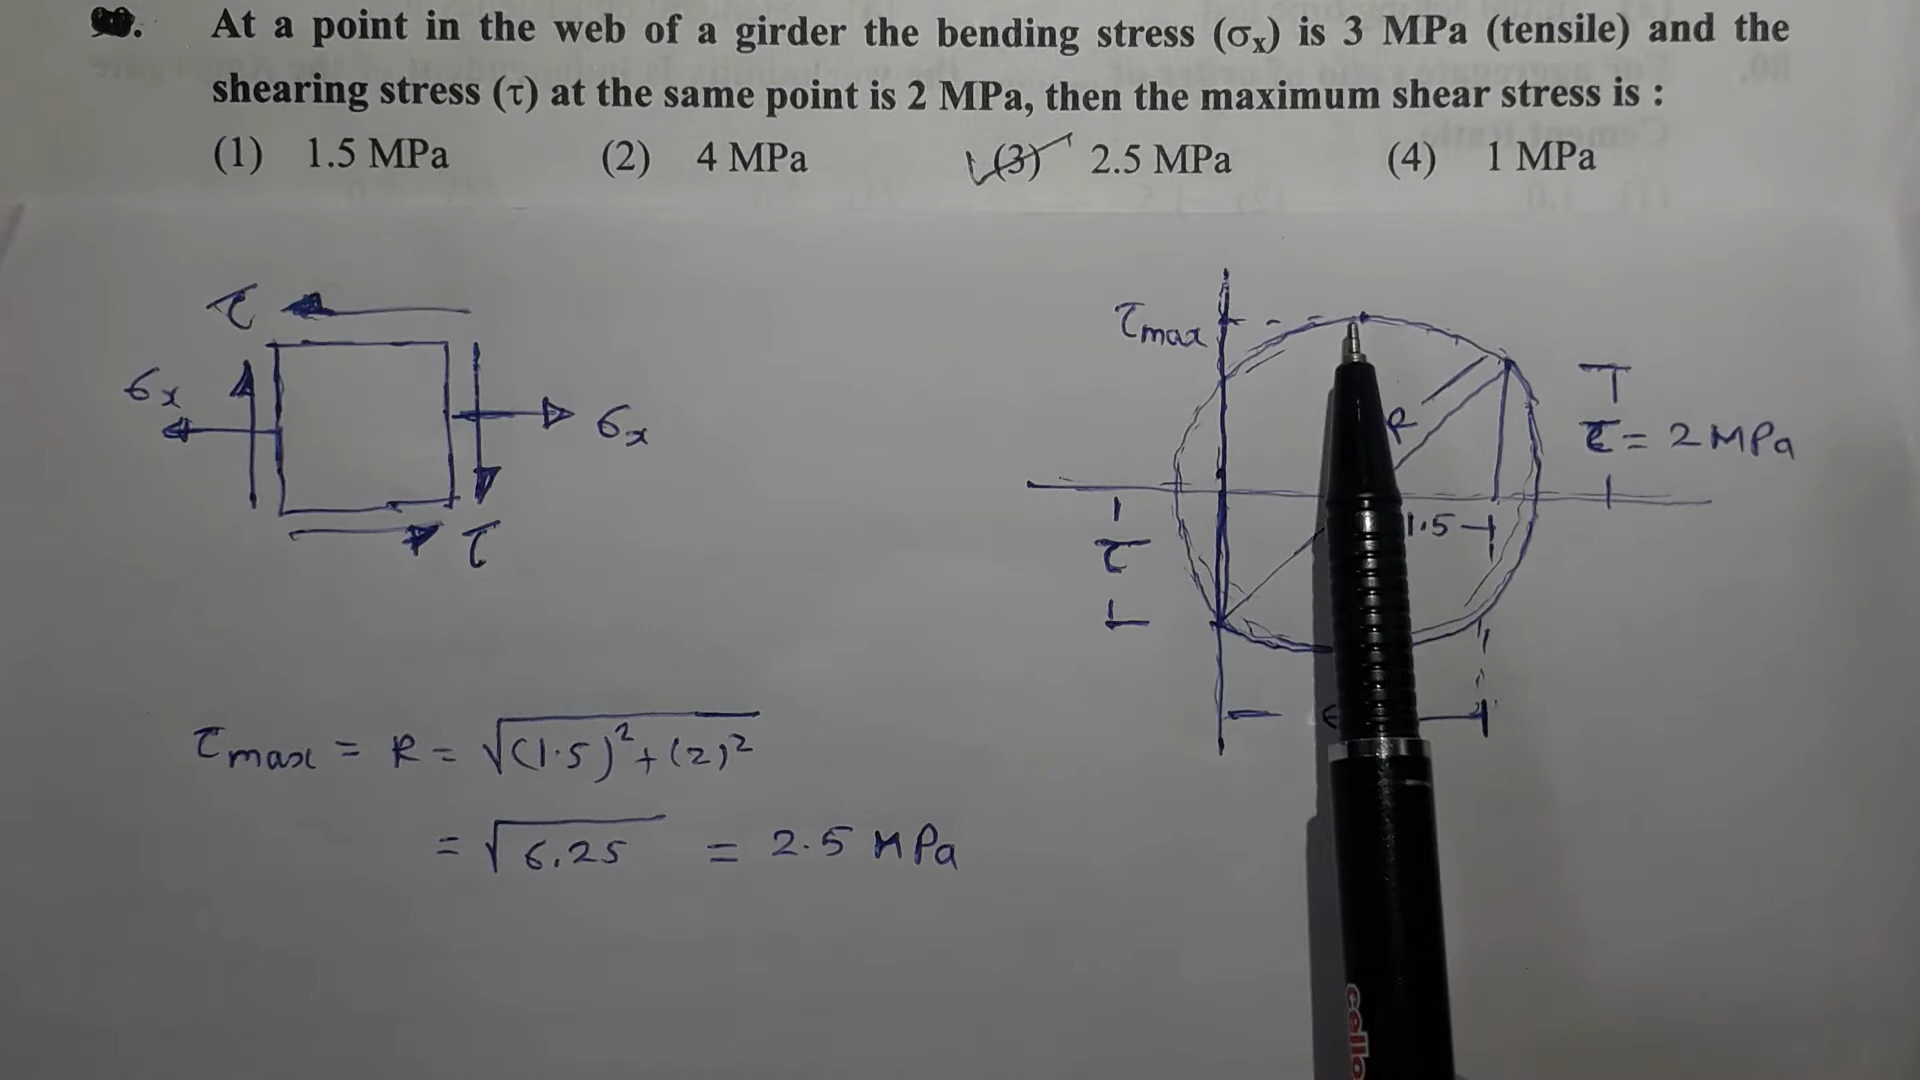 At a point in the web of a girder the bending stress (σx) is 3 MPa (tensile) and the
shearing stress (τ) at the same point is 2 MPa, then the maximum shear stress is :
(1) 1.5 MPa (2) 4 MPa (3) 2.5 MPa (4) 1 MPa
τ
σx
σx
τ
τmax
R
τ = 2 MPa
1.5
τ
τmax = R = √(1.5)² + (2)²
= √6.25 = 2.5 MPa
cello